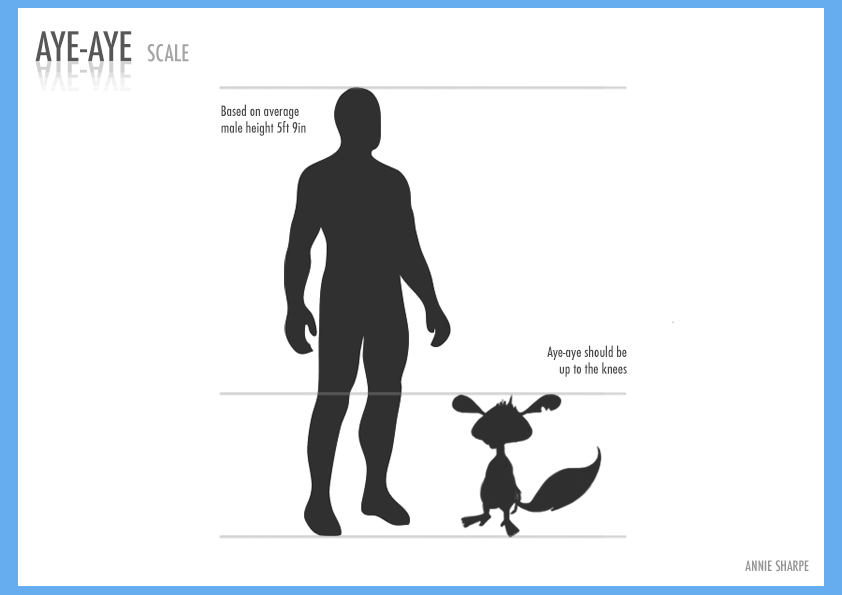 AYE-AYE SCALE
Based on average
male height 5ft 9in
Aye-aye should be
up to the knees
ANNIE SHARPE